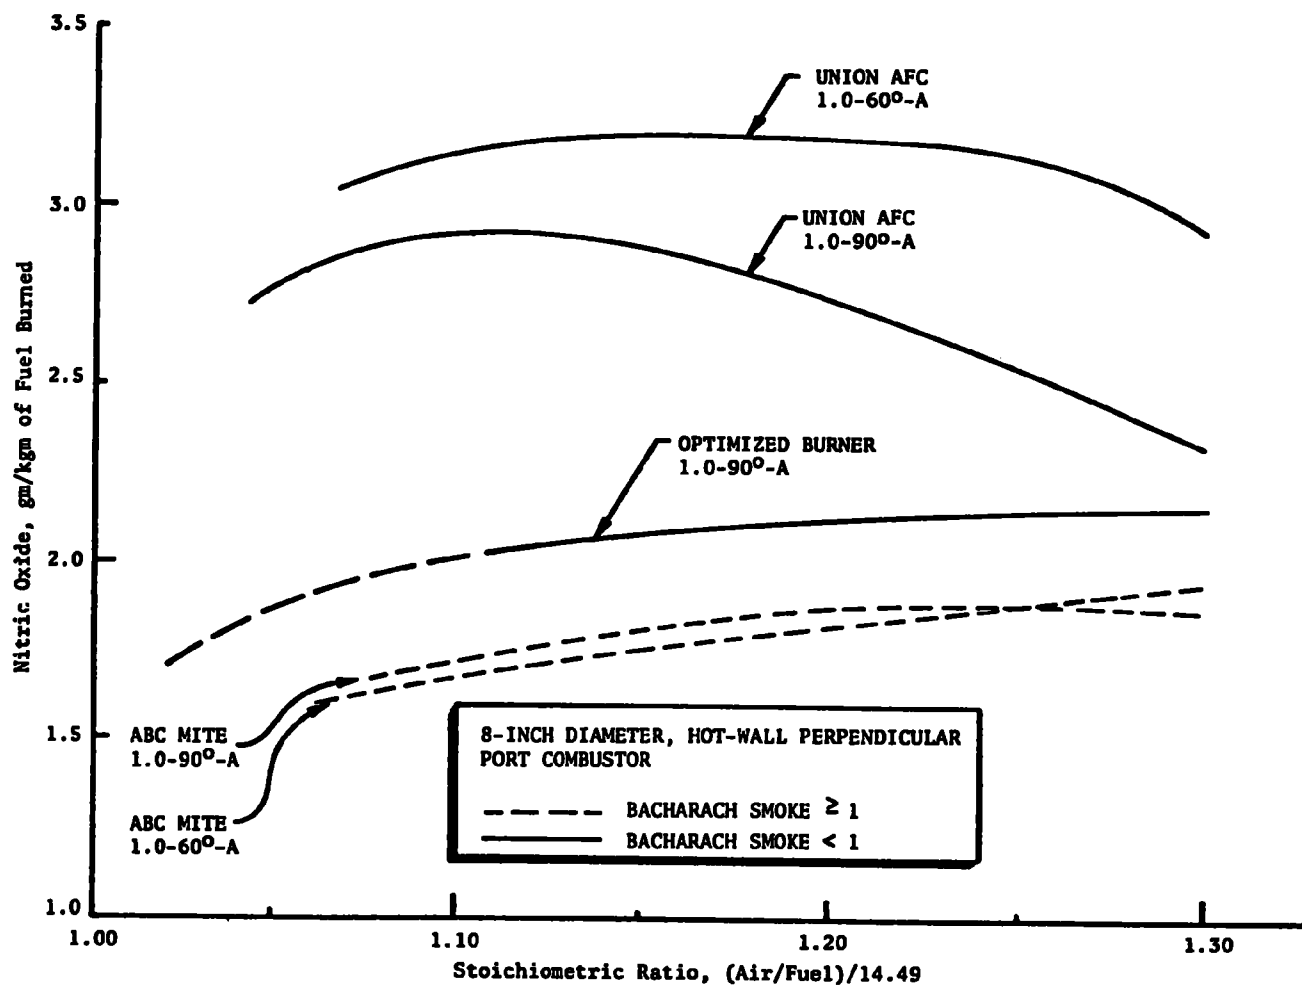 3.5
UNION AFC
1.0-60°-A
3.0
UNION AFC
1.0-90°-A
2.5
Nitric Oxide, gm/kgm of Fuel Burned
OPTIMIZED BURNER
1.0-90°-A
2.0
1.5
ABC MITE
1.0-90°-A
ABC MITE
1.0-60°-A
8-INCH DIAMETER, HOT-WALL PERPENDICULAR
PORT COMBUSTOR
BACHARACH SMOKE ≥ 1
BACHARACH SMOKE < 1
1.0
1.00
1.10
1.20
1.30
Stoichiometric Ratio, (Air/Fuel)/14.49